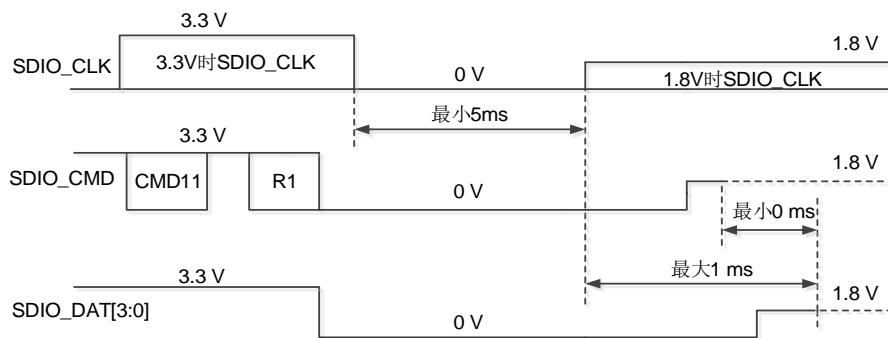 3.3 V
1.8 V
SDIO_CLK
3.3V时SDIO_CLK
0 V
1.8V时SDIO_CLK
最小5ms
3.3 V
1.8 V
SDIO_CMD
CMD11
R1
0 V
最小0 ms
最大1 ms
3.3 V
1.8 V
SDIO_DAT[3:0]
0 V